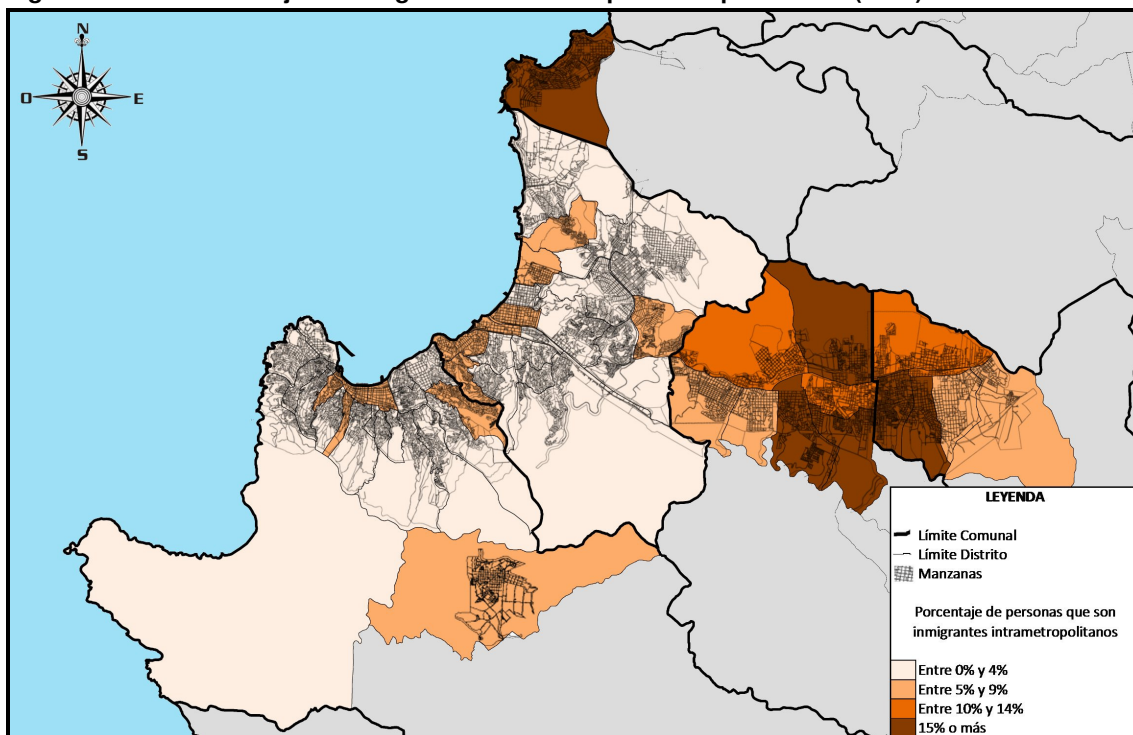 N
O
E
S
LEYENDA
Límite Comunal
Límite Distrito
Manzanas
Porcentaje de personas que son
inmigrantes intrametropolitanos
Entre 0% y 4%
Entre 5% y 9%
Entre 10% y 14%
15% o más